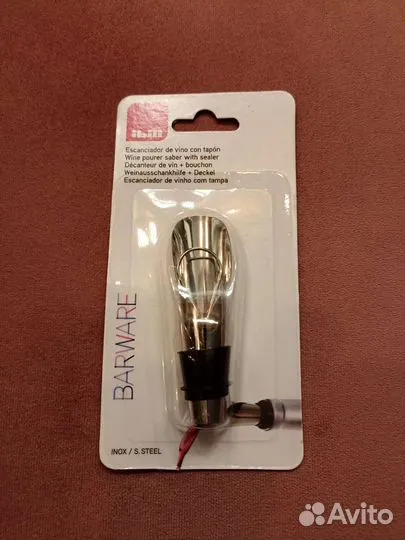 ibili
Escanciador de vino con tapón
Wine pourer saber with sealer
Décanteur de vin + bouchon
Weinausschankhilfe + Deckel
Escanciador de vinho com tampa
BARWARE
INOX / S. STEEL
Avito